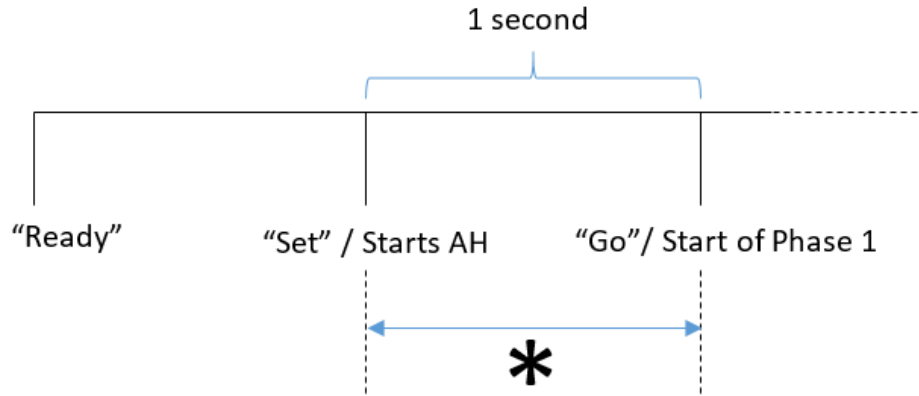 1 second
“Ready”
“Set” / Starts AH
“Go”/ Start of Phase 1
*